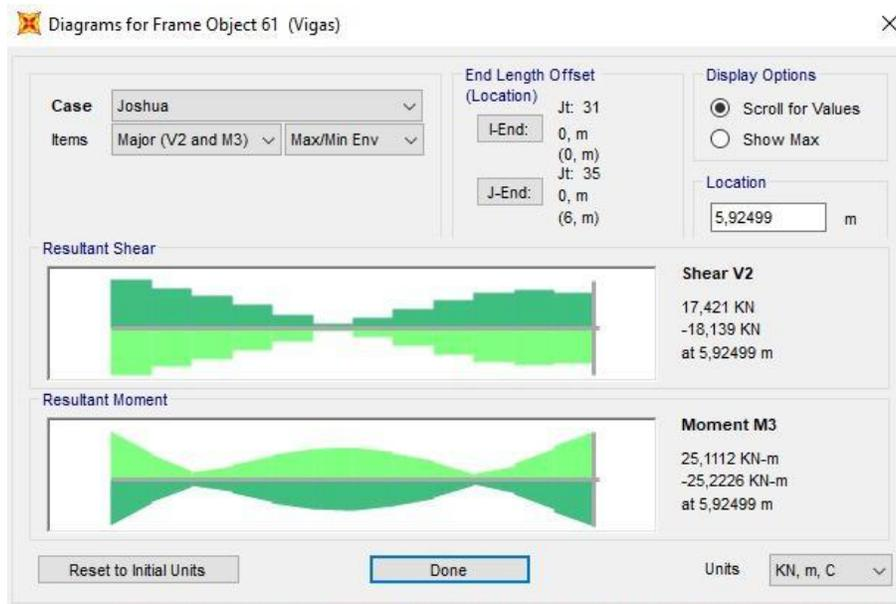 Diagrams for Frame Object 61 (Vigas)
Case Joshua
Items Major (V2 and M3) Max/Min Env
End Length Offset
(Location)
I-End:
Jt: 31
0, m
(0, m)
J-End:
Jt: 35
0, m
(6, m)
Display Options
Scroll for Values
Show Max
Location
5,92499 m
Resultant Shear
Shear V2
17,421 KN
-18,139 KN
at 5,92499 m
Resultant Moment
Moment M3
25,1112 KN-m
-25,2226 KN-m
at 5,92499 m
Reset to Initial Units
Done
Units KN, m, C